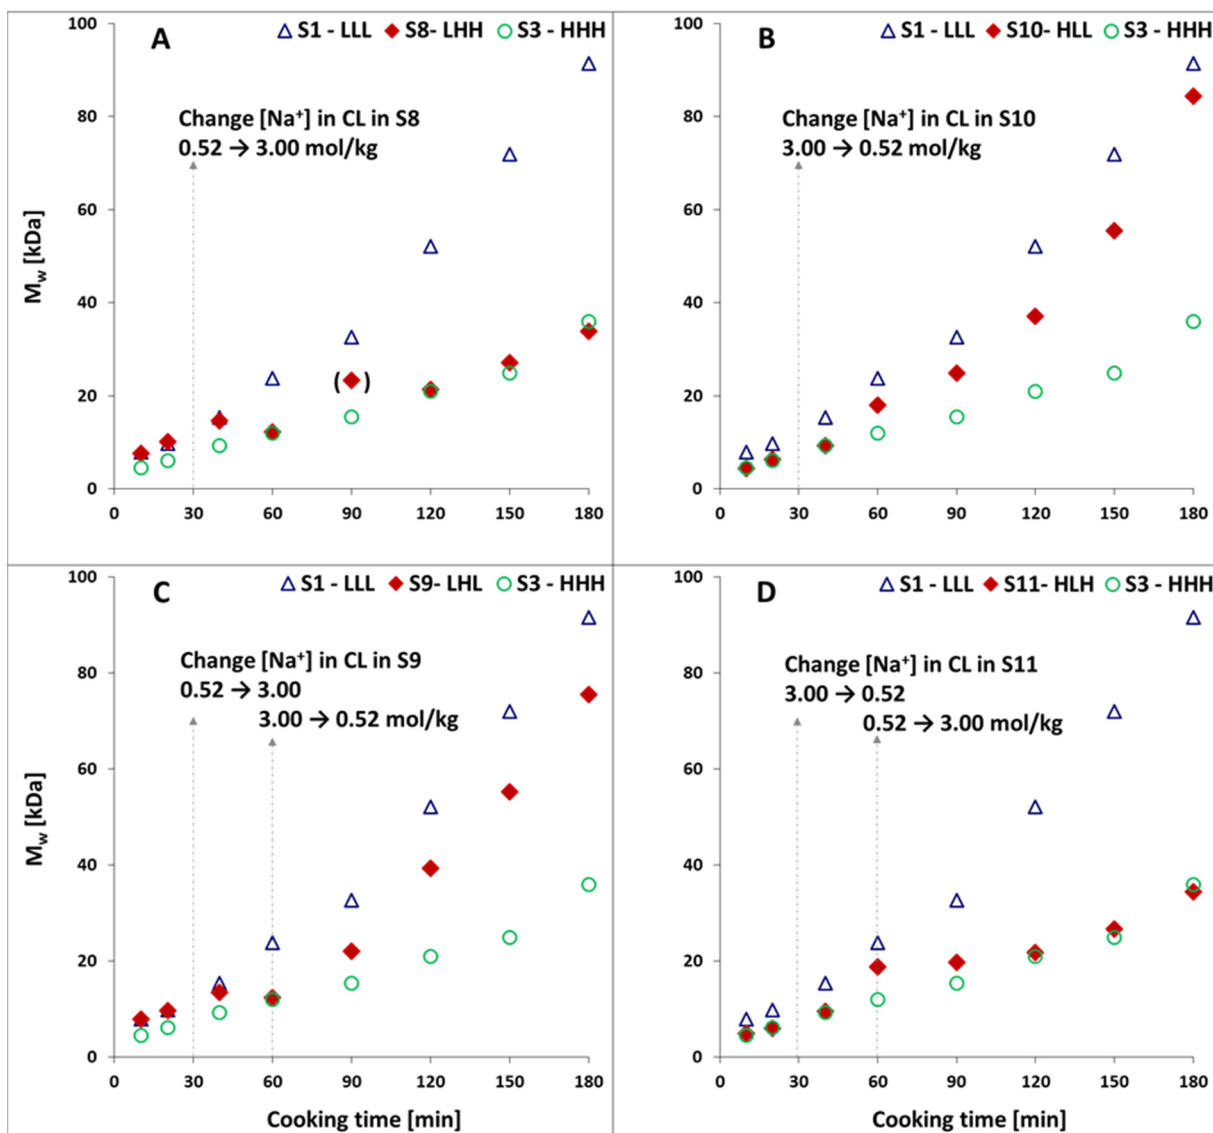 A
S1 - LLL S8- LHH S3 - HHH
Change [Na⁺] in CL in S8
0.52 → 3.00 mol/kg
( )
Mw [kDa]
100
80
60
40
20
0
0 30 60 90 120 150 180
B
S1 - LLL S10- HLL S3 - HHH
Change [Na⁺] in CL in S10
3.00 → 0.52 mol/kg
100
80
60
40
20
0
0 30 60 90 120 150 180
C
S1 - LLL S9- LHL S3 - HHH
Change [Na⁺] in CL in S9
0.52 → 3.00
3.00 → 0.52 mol/kg
Mw [kDa]
100
80
60
40
20
0
0 30 60 90 120 150 180
Cooking time [min]
D
S1 - LLL S11- HLH S3 - HHH
Change [Na⁺] in CL in S11
3.00 → 0.52
0.52 → 3.00 mol/kg
100
80
60
40
20
0
0 30 60 90 120 150 180
Cooking time [min]